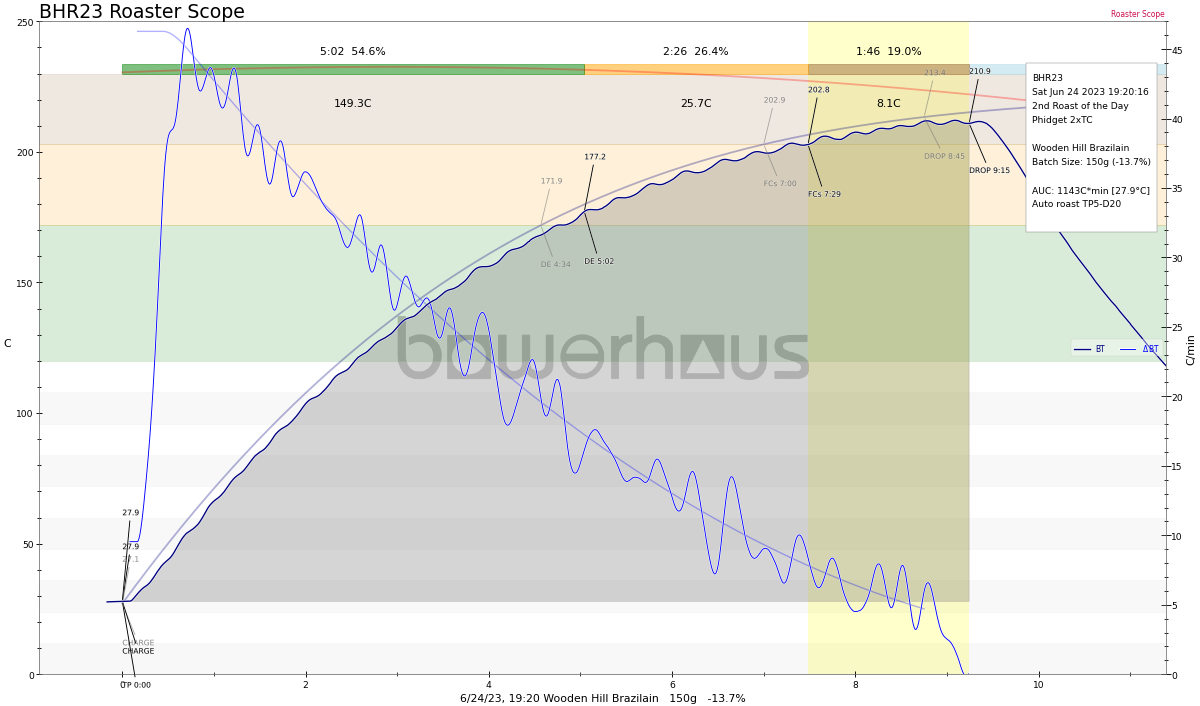 BHR23 Roaster Scope
Roaster Scope
250
200
150
100
50
0
C
5:02 54.6%
2:26 26.4%
1:46 19.0%
149.3C
25.7C
8.1C
213.4
210.9
202.9
202.8
177.2
171.9
DROP 8:45
DROP 9:15
FCs 7:00
FCs 7:29
DE 4:34
DE 5:02
BHR23
Sat Jun 24 2023 19:20:16
2nd Roast of the Day
Phidget 2xTC
Wooden Hill Brazilain
Batch Size: 150g (-13.7%)
AUC: 1143C*min [27.9°C]
Auto roast TP5-D20
bowerhaus
BT
ΔBT
27.9
27.9
CHARGE
CHARGE
TP 0:00
0
2
4
6
8
10
45
40
35
30
25
20
15
10
5
0
C/min
6/24/23, 19:20 Wooden Hill Brazilain 150g -13.7%